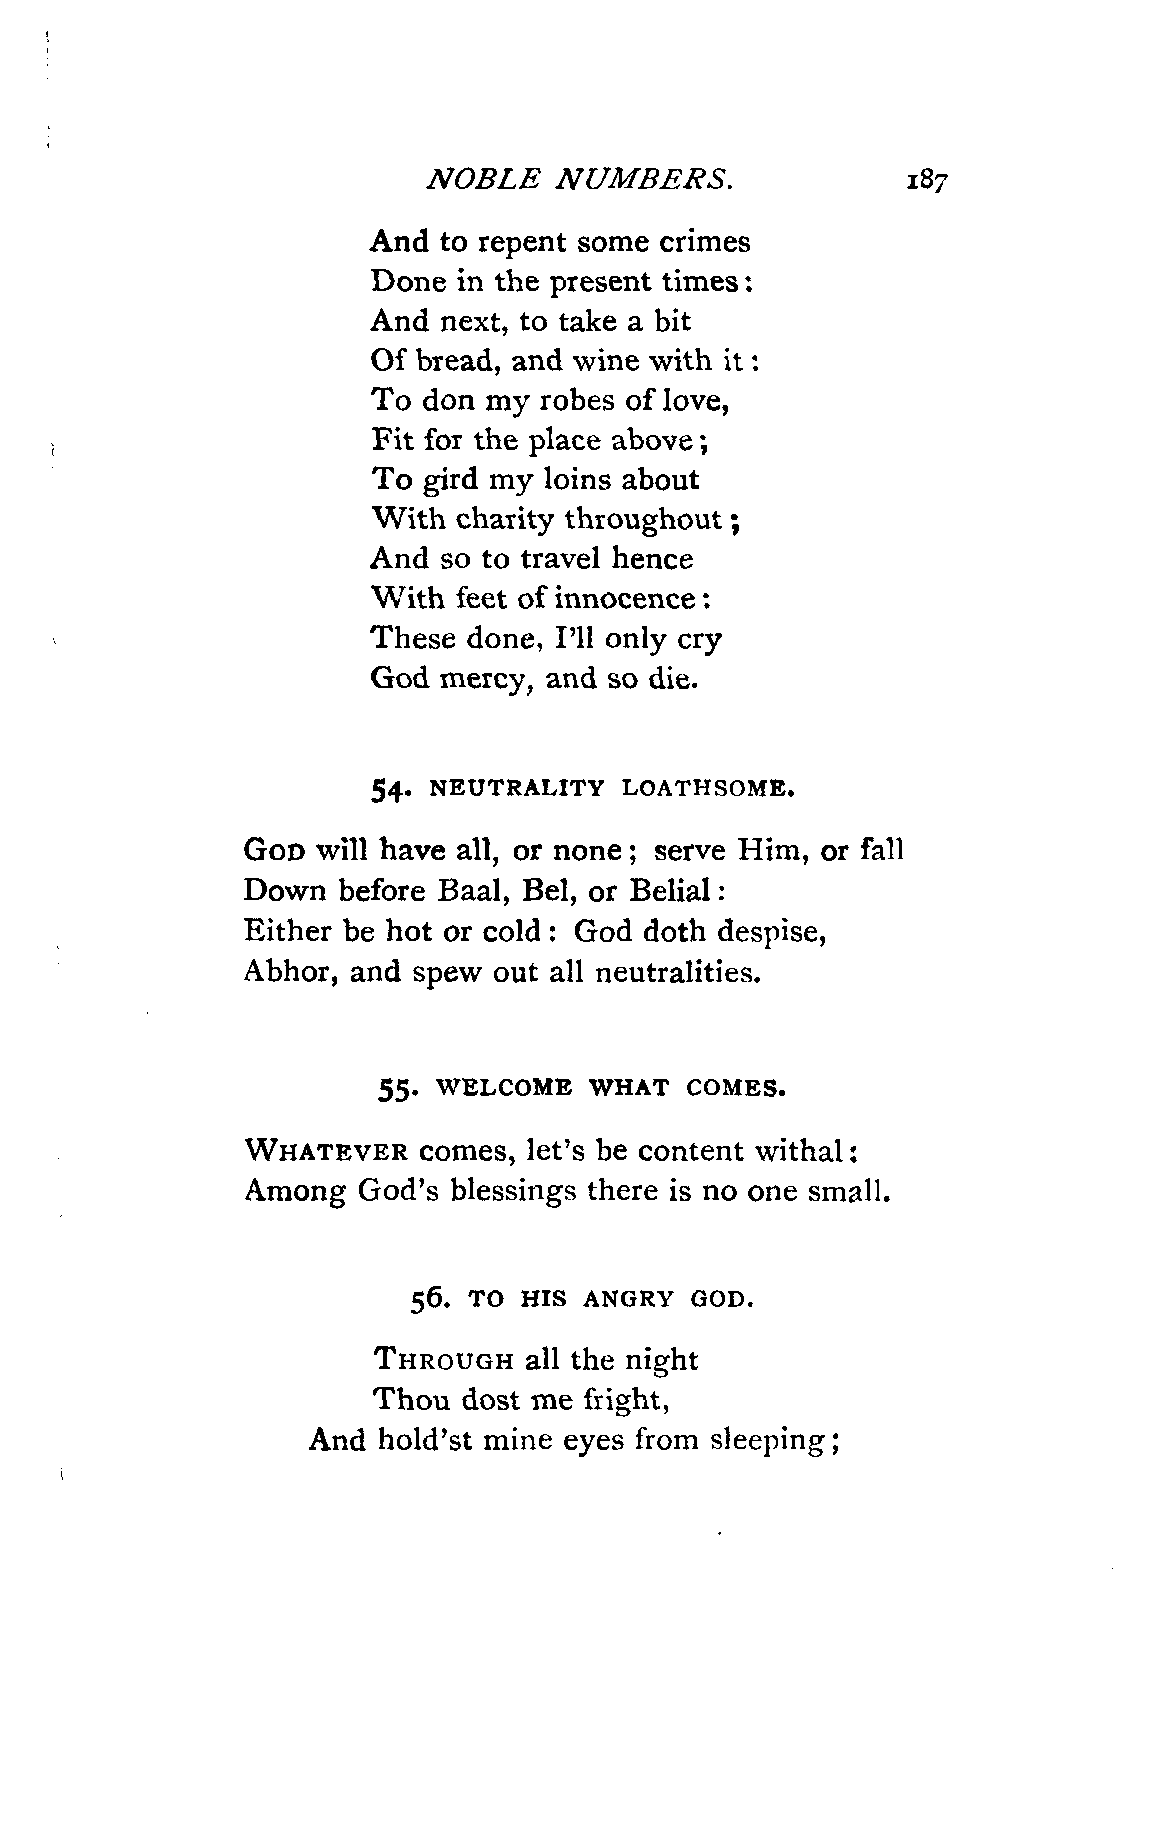 NOBLE NUMBERS. 187
And to repent some crimes
Done in the present times:
And next, to take a bit
Of bread, and wine with it:
To don my robes of love,
Fit for the place above;
To gird my loins about
With charity throughout;
And so to travel hence
With feet of innocence:
These done, I'll only cry
God mercy, and so die.
54. NEUTRALITY LOATHSOME.
GOD will have all, or none; serve Him, or fall
Down before Baal, Bel, or Belial:
Either be hot or cold: God doth despise,
Abhor, and spew out all neutralities.
55. WELCOME WHAT COMES.
WHATEVER comes, let's be content withal:
Among God's blessings there is no one small.
56. TO HIS ANGRY GOD.
THROUGH all the night
Thou dost me fright,
And hold'st mine eyes from sleeping;